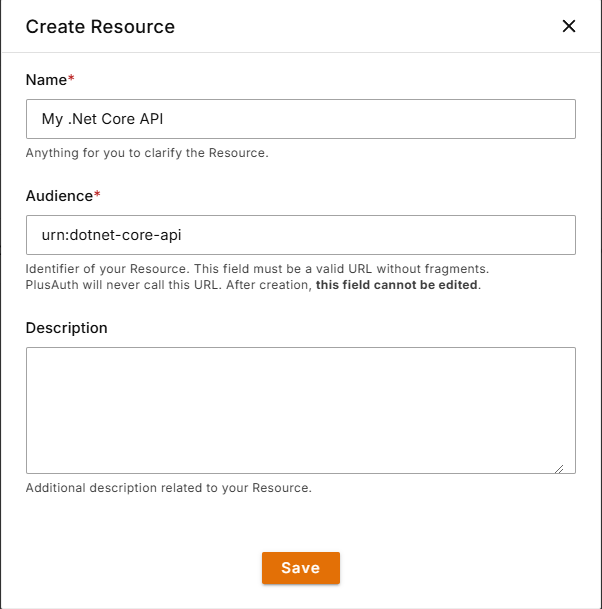 Create Resource
Name*
My .Net Core API
Anything for you to clarify the Resource.
Audience*
urn:dotnet-core-api
Identifier of your Resource. This field must be a valid URL without fragments.
PlusAuth will never call this URL. After creation, this field cannot be edited.
Description
Additional description related to your Resource.
Save